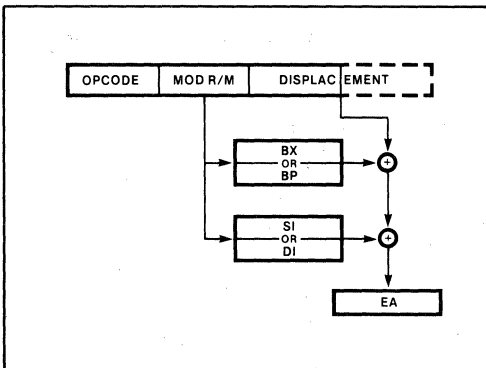 OPCODE MOD R/M DISPLACEMENT
BX
OR
BP
+
SI
OR
DI
+
EA